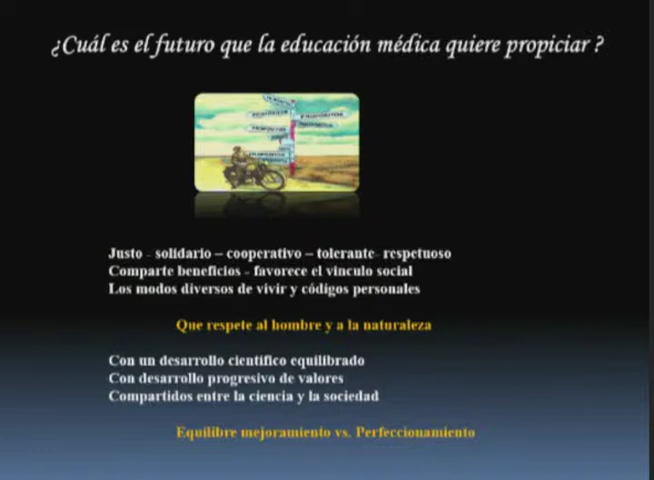 ¿Cuál es el futuro que la educación médica quiere propiciar ?
Justo - solidario – cooperativo – tolerante- respetuoso
Comparte beneficios - favorece el vinculo social
Los modos diversos de vivir y códigos personales
Que respete al hombre y a la naturaleza
Con un desarrollo científico equilibrado
Con desarrollo progresivo de valores
Compartidos entre la ciencia y la sociedad
Equilibre mejoramiento vs. Perfeccionamiento